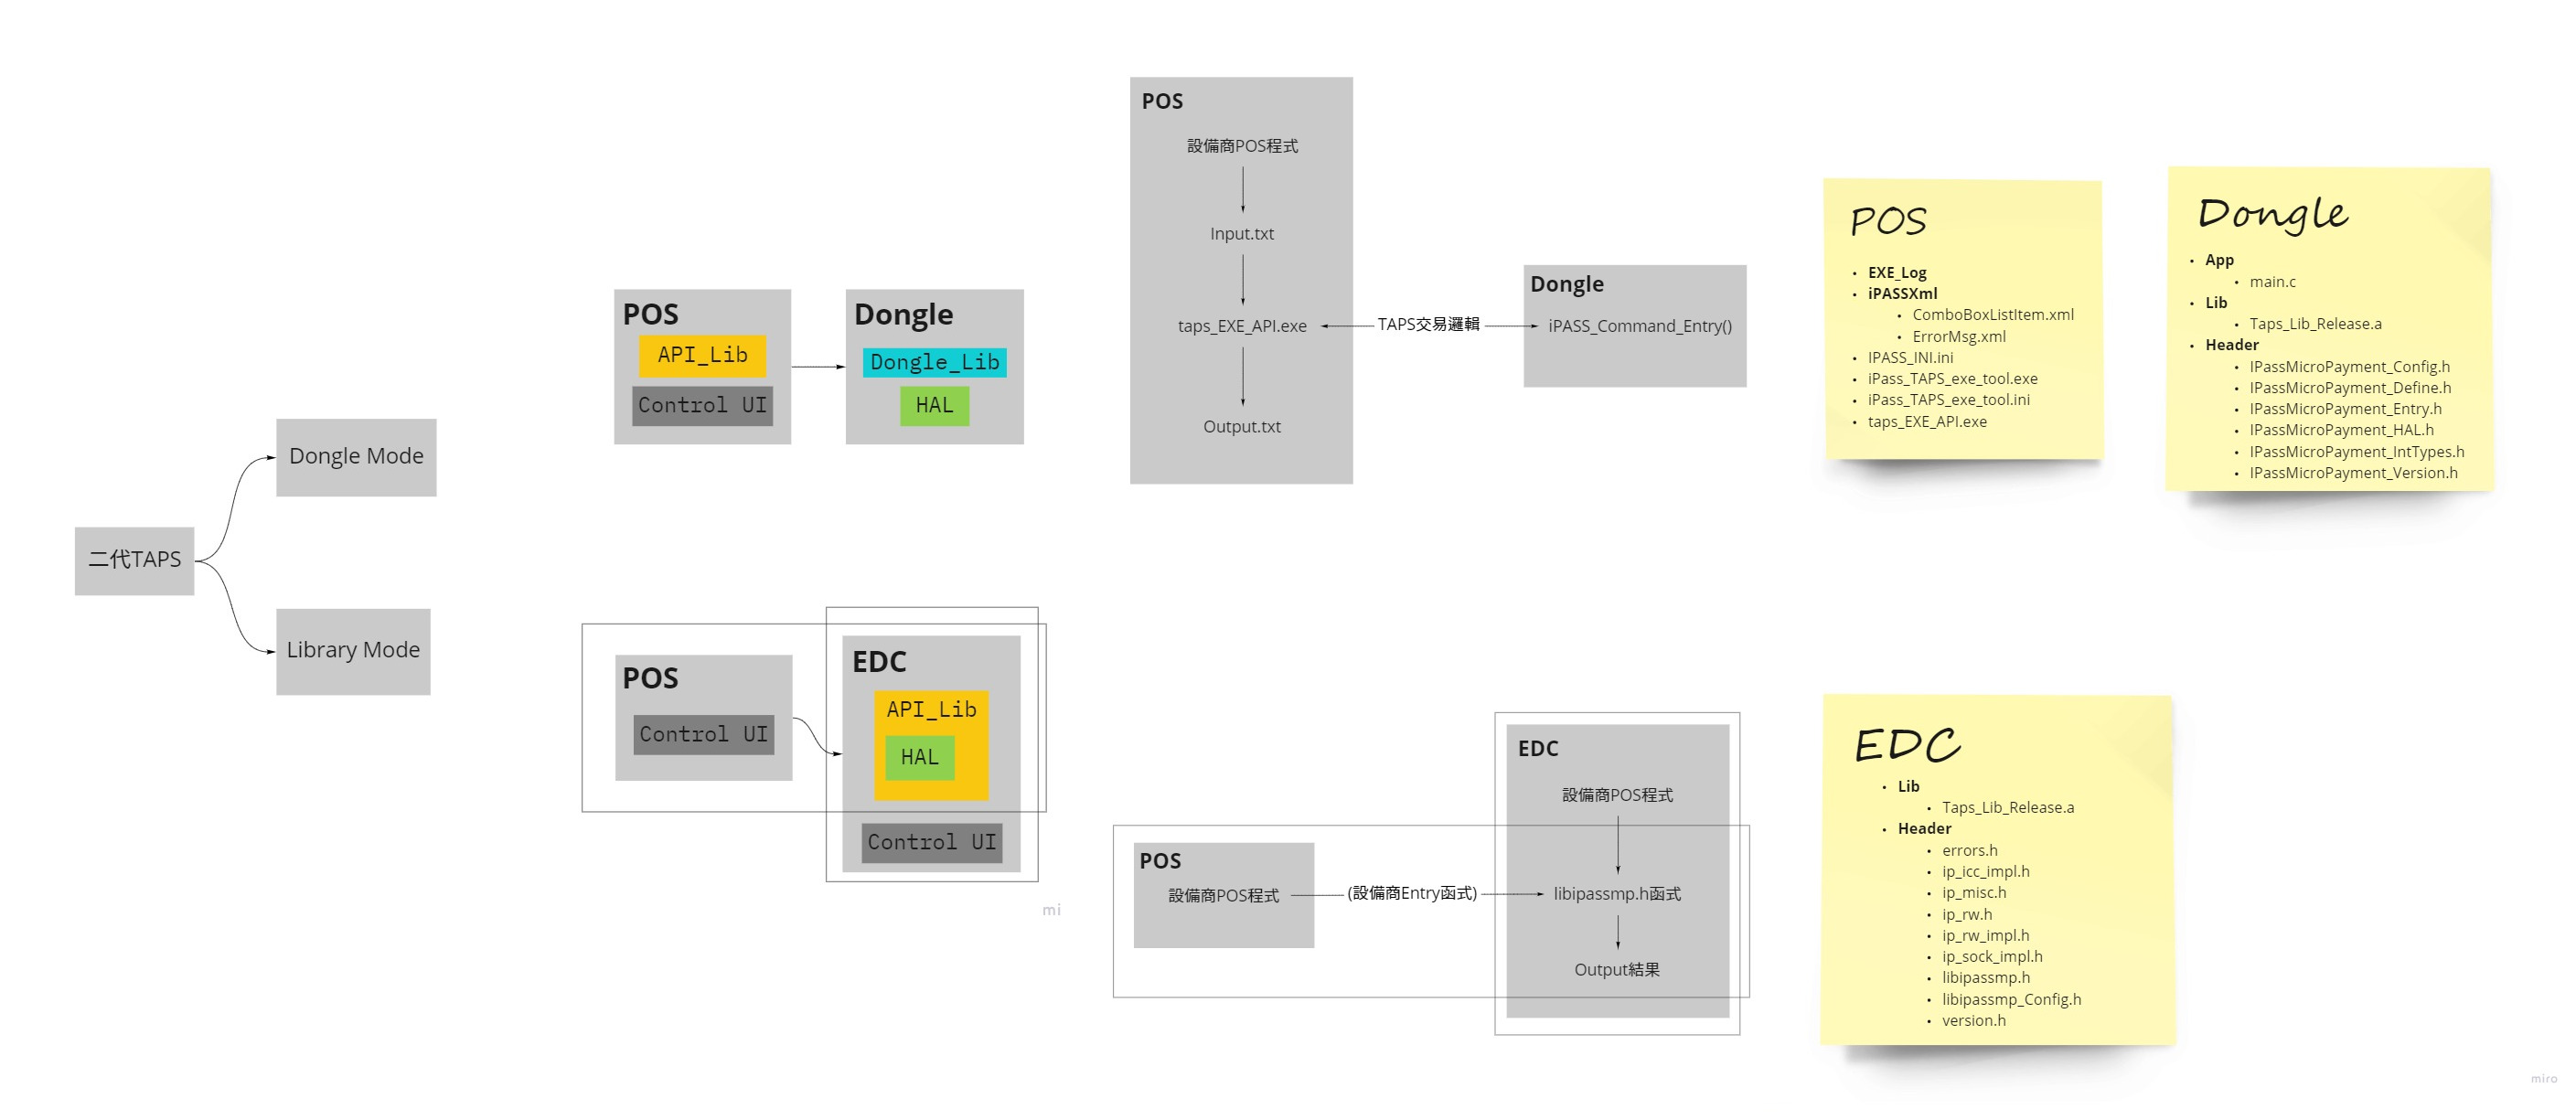 二代TAPS
Dongle Mode
Library Mode
POS
API_Lib
Control UI
Dongle
Dongle_Lib
HAL
POS
設備商POS程式
Input.txt
taps_EXE_API.exe
Output.txt
TAPS交易邏輯
Dongle
iPASS_Command_Entry()
POS
EXE_Log
iPASSXml
ComboBoxListItem.xml
ErrorMsg.xml
IPASS_INI.ini
iPass_TAPS_exe_tool.exe
iPass_TAPS_exe_tool.ini
taps_EXE_API.exe
Dongle
App
main.c
Lib
Taps_Lib_Release.a
Header
IPassMicroPayment_Config.h
IPassMicroPayment_Define.h
IPassMicroPayment_Entry.h
IPassMicroPayment_HAL.h
IPassMicroPayment_IntTypes.h
IPassMicroPayment_Version.h
POS
Control UI
EDC
API_Lib
HAL
Control UI
mi
POS
設備商POS程式
(設備商Entry函式)
EDC
設備商POS程式
libipassmp.h函式
Output結果
EDC
Lib
Taps_Lib_Release.a
Header
errors.h
ip_icc_impl.h
ip_misc.h
ip_rw.h
ip_rw_impl.h
ip_sock_impl.h
libipassmp.h
libipassmp_Config.h
version.h
miro